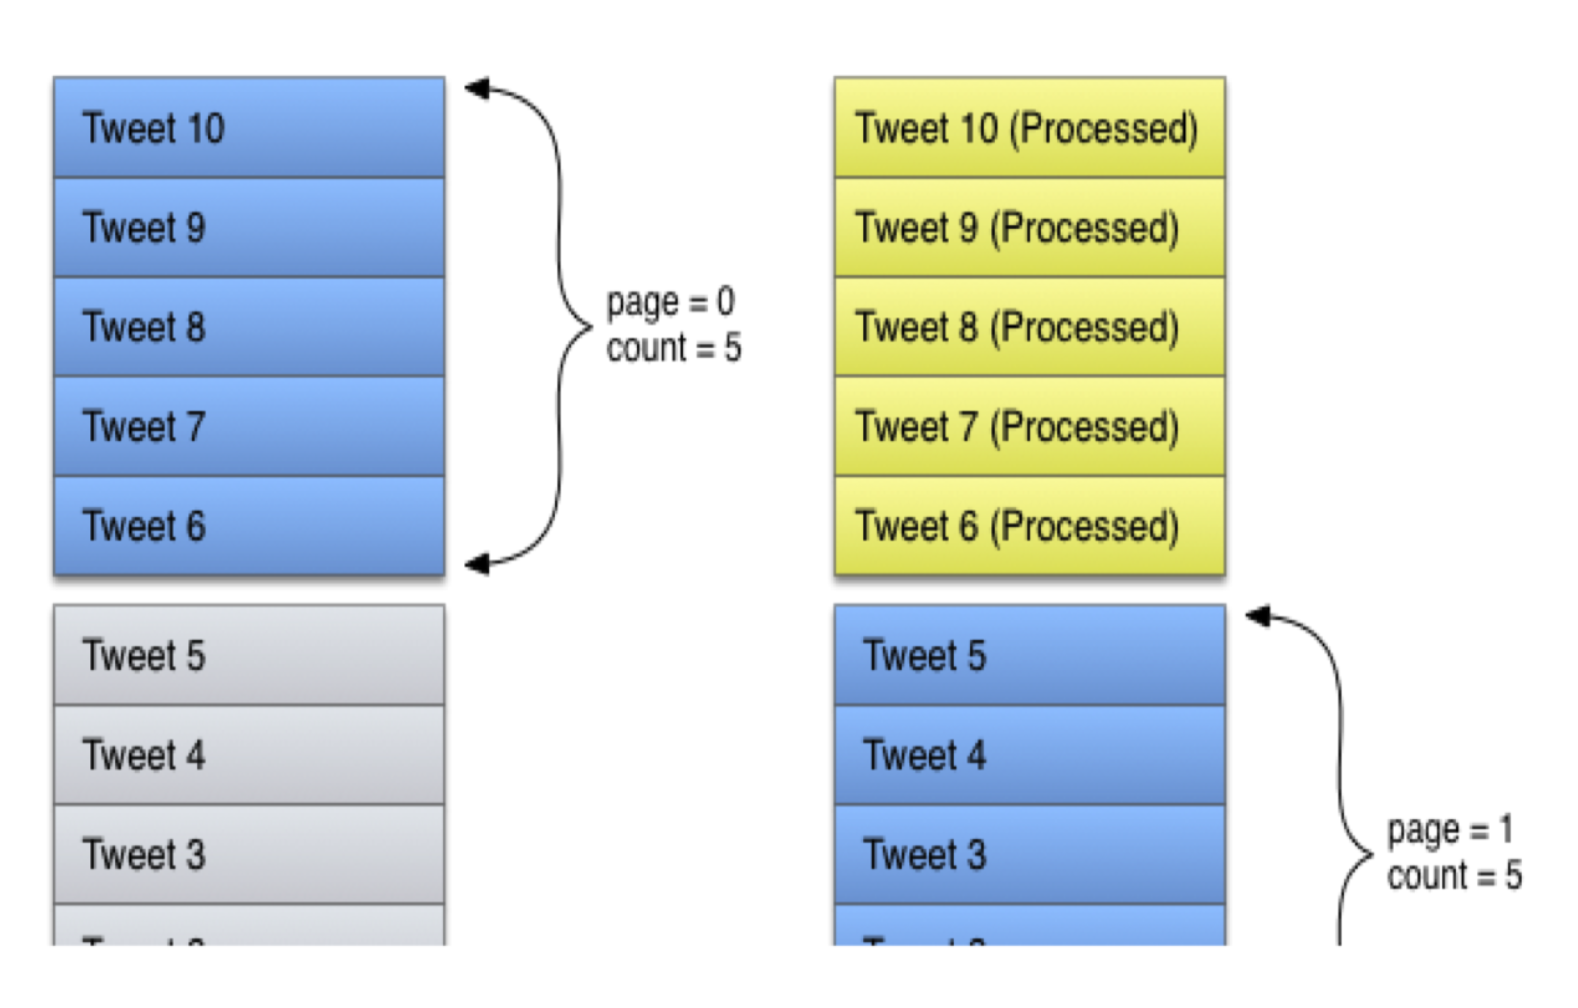 Tweet 10
Tweet 9
Tweet 8
Tweet 7
Tweet 6
page = 0
count = 5
Tweet 5
Tweet 4
Tweet 3
Tweet 10 (Processed)
Tweet 9 (Processed)
Tweet 8 (Processed)
Tweet 7 (Processed)
Tweet 6 (Processed)
Tweet 5
Tweet 4
Tweet 3
page = 1
count = 5